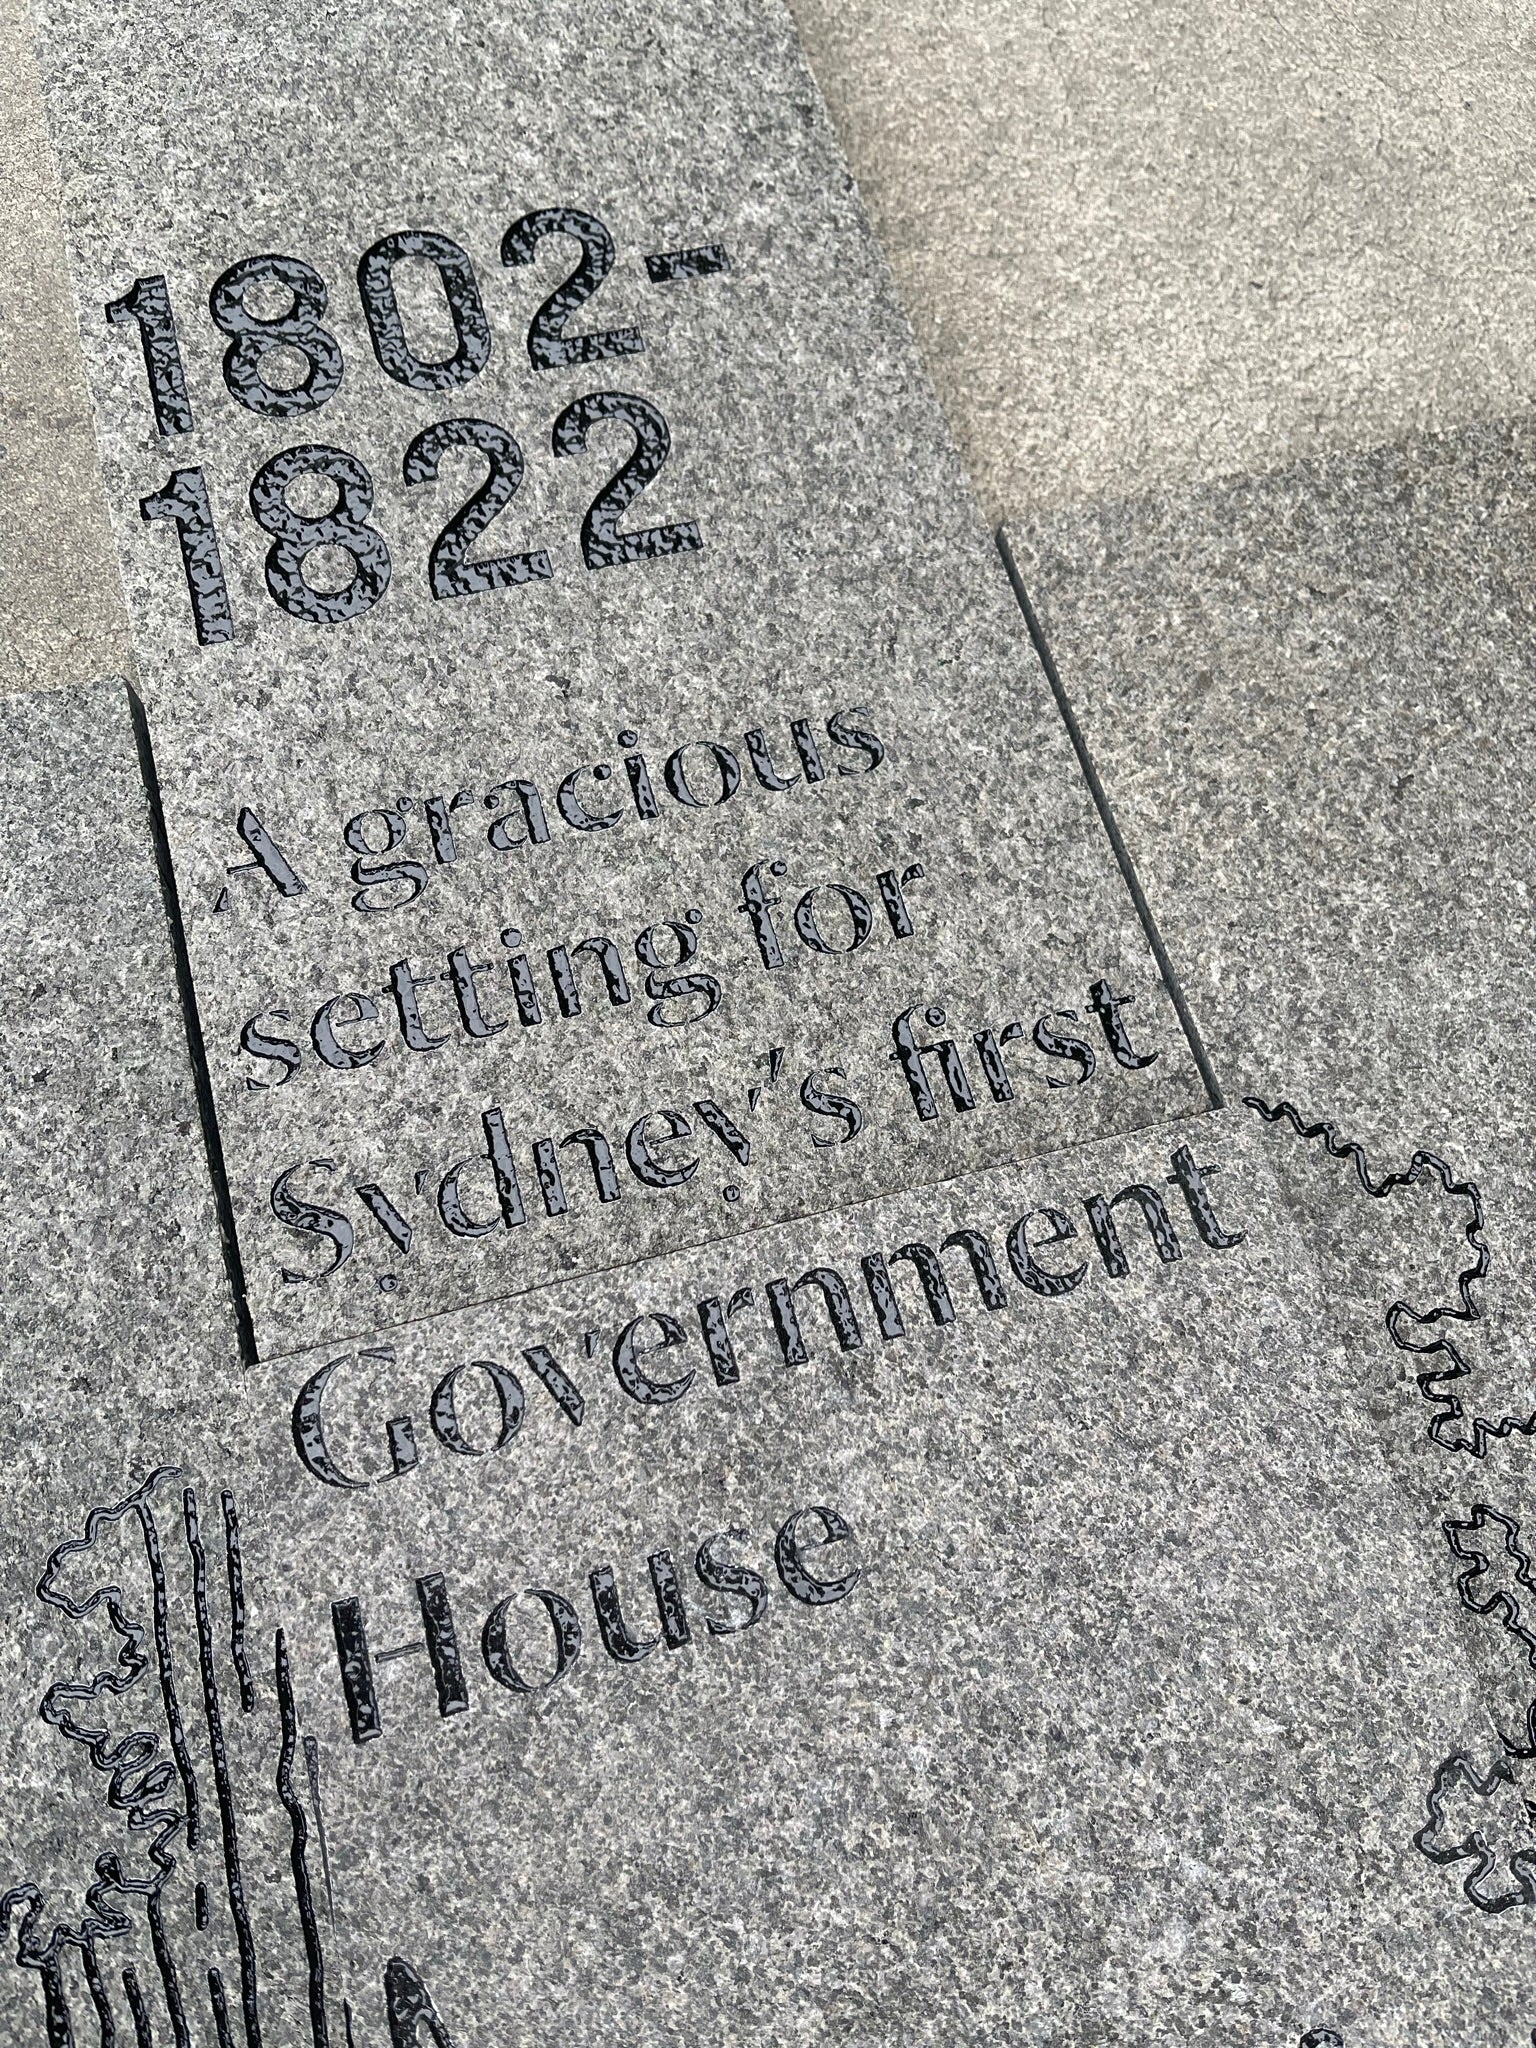 1802-
1822
A gracious
setting for
Sydney's first
Government
House